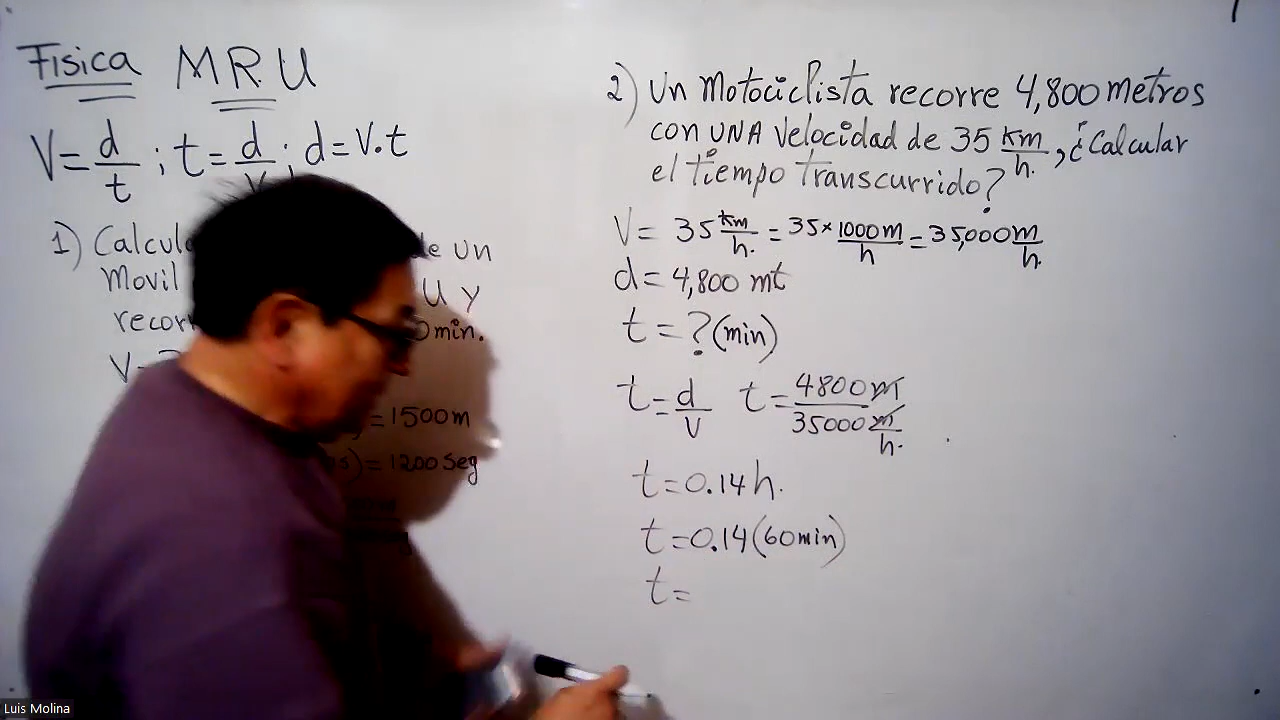 Fisica MRU
V = d/t ; t = d/v ; d = V.t
1) Calcul de un
Movil U y
recor min.
V =
= 1500 m
= 1200 Seg
2) Un Motociclista recorre 4,800 metros
con UNA Velocidad de 35 Km/h., ¿Calcular
el tiempo transcurrido?
V = 35 km/h. = 35 x 1000 m/h = 35,000 m/h.
d = 4,800 mt
t = ? (min)
t = d/v t = 4800 m / 35000 m/h.
t = 0.14 h.
t = 0.14 (60 min)
t =
Luis Molina